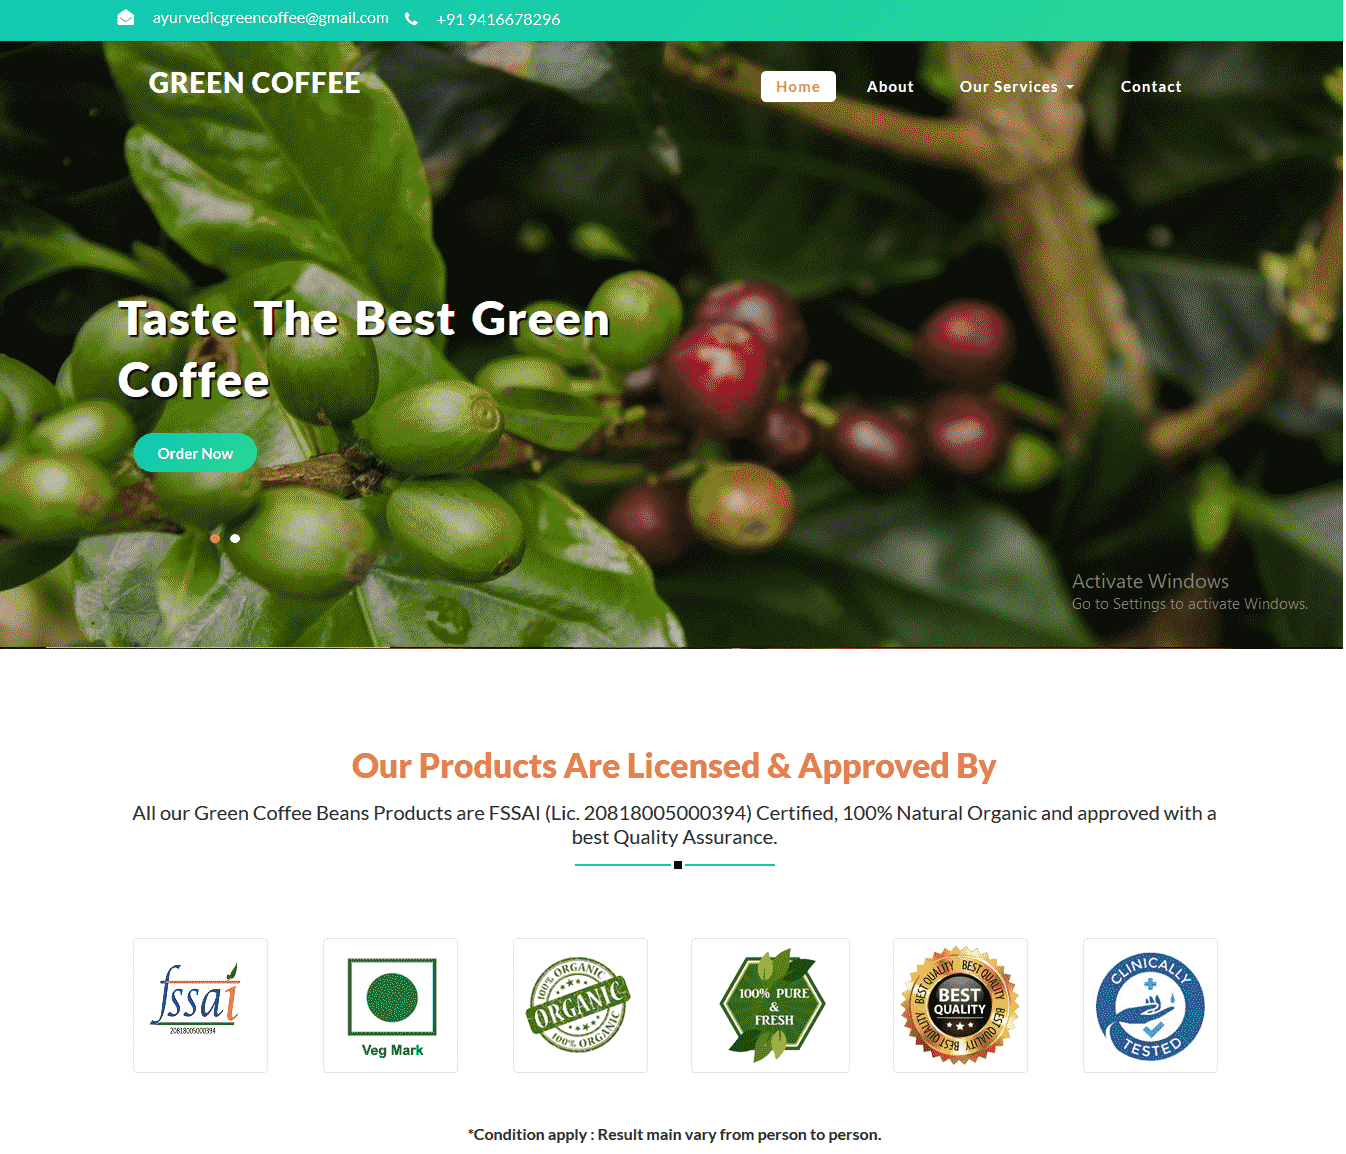 ayurvedicgreencoffee@gmail.com +91 9416678296
GREEN COFFEE
Home About Our Services Contact
Taste The Best Green
Coffee
Order Now
Activate Windows
Go to Settings to activate Windows.
Our Products Are Licensed & Approved By
All our Green Coffee Beans Products are FSSAI (Lic. 20818005000394) Certified, 100% Natural Organic and approved with a
best Quality Assurance.
fssai
20818005000394
Veg Mark
100% ORGANIC
ORGANIC
100% ORGANIC
100% PURE
&
FRESH
BEST QUALITY BEST QUALITY
BEST
QUALITY
BEST QUALITY BEST QUALITY
CLINICALLY
TESTED
*Condition apply : Result main vary from person to person.